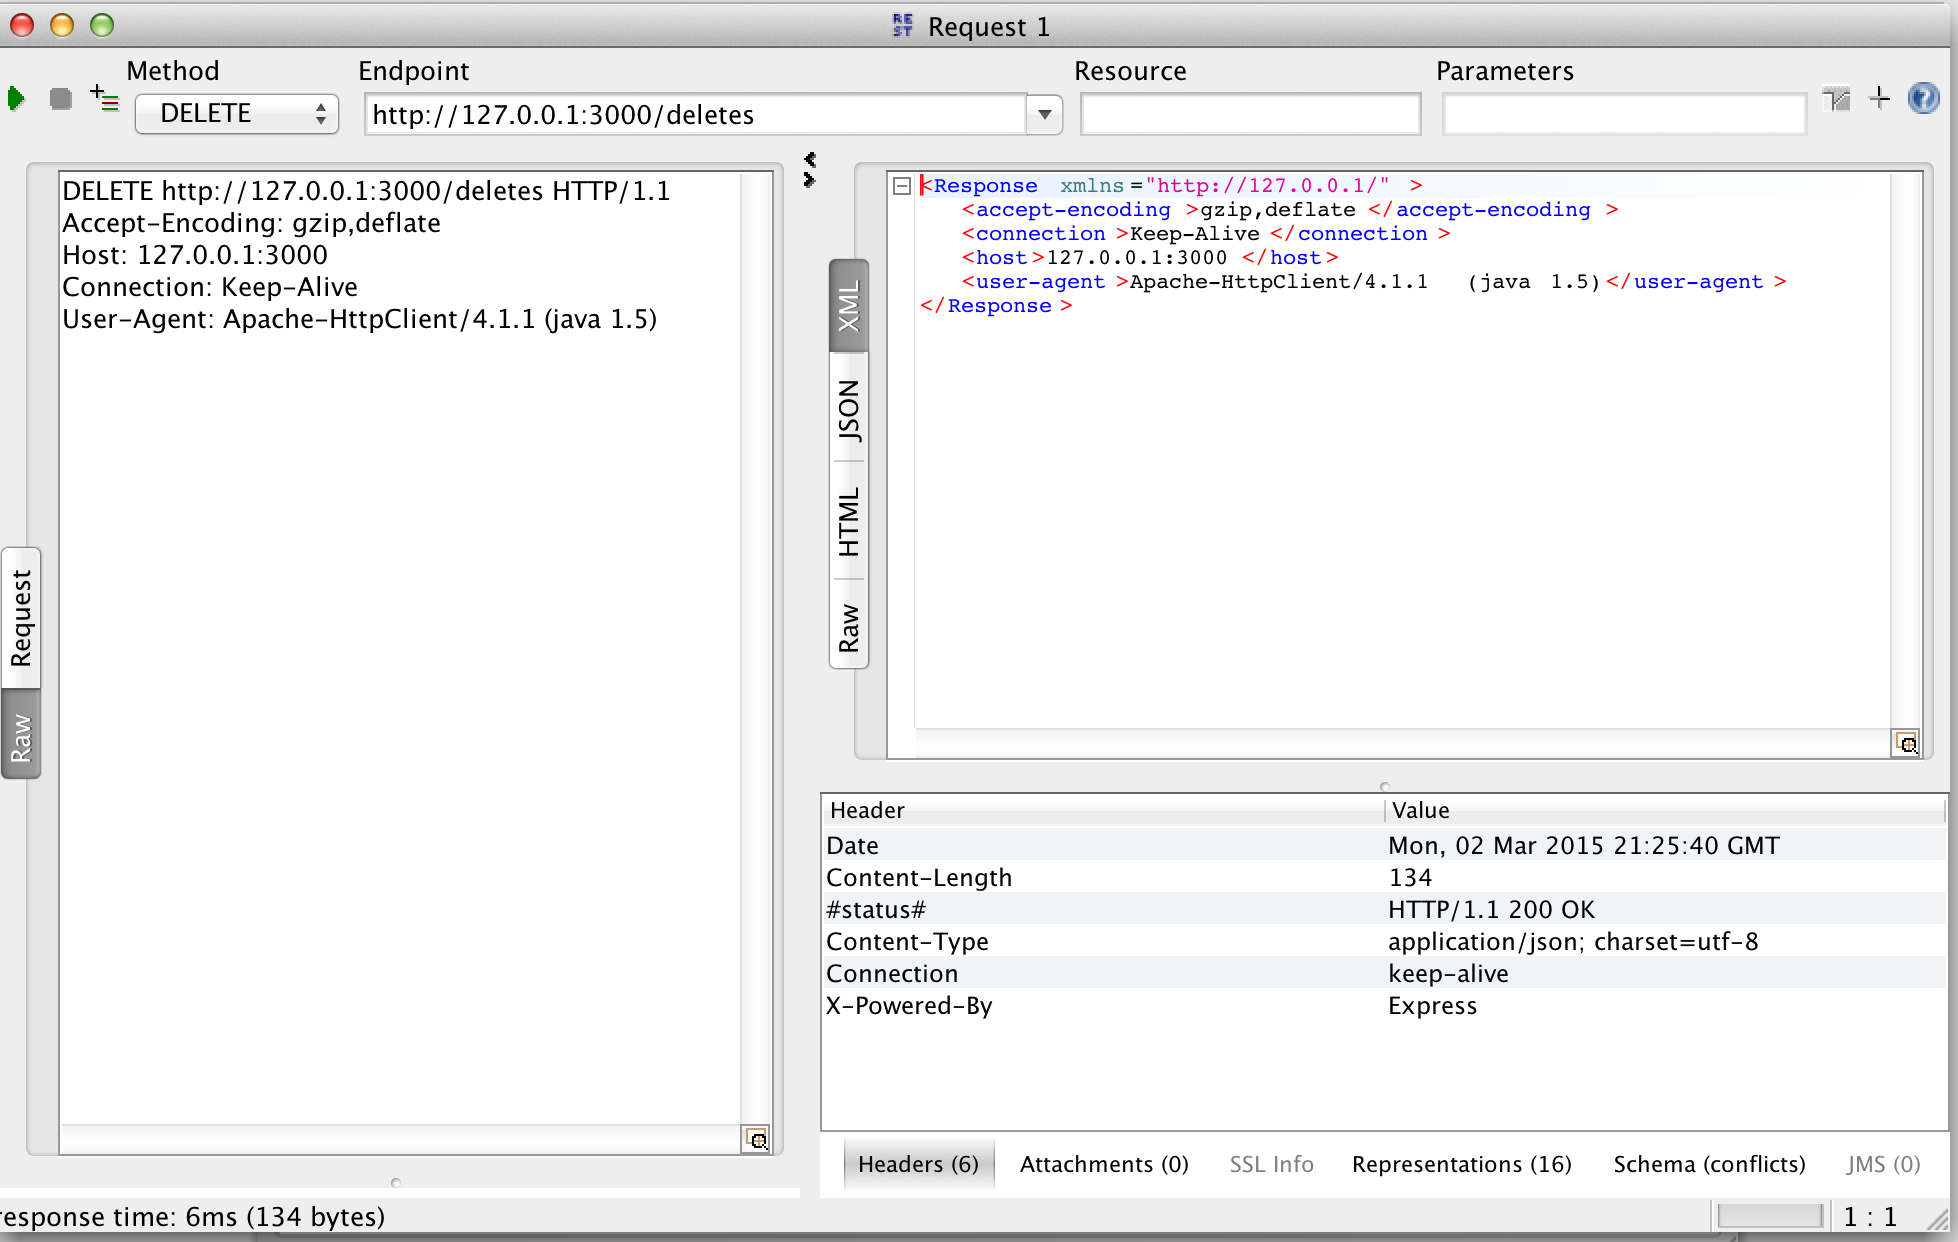 REST Request 1
Method Endpoint Resource Parameters
DELETE http://127.0.0.1:3000/deletes
DELETE http://127.0.0.1:3000/deletes HTTP/1.1
Accept-Encoding: gzip,deflate
Host: 127.0.0.1:3000
Connection: Keep-Alive
User-Agent: Apache-HttpClient/4.1.1 (java 1.5)
Request
Raw
XML
JSON
HTML
Raw
<Response xmlns="http://127.0.0.1/" >
<accept-encoding >gzip,deflate </accept-encoding >
<connection >Keep-Alive </connection >
<host>127.0.0.1:3000 </host>
<user-agent >Apache-HttpClient/4.1.1 (java 1.5)</user-agent >
</Response >
Header Value
Date Mon, 02 Mar 2015 21:25:40 GMT
Content-Length 134
#status# HTTP/1.1 200 OK
Content-Type application/json; charset=utf-8
Connection keep-alive
X-Powered-By Express
Headers (6) Attachments (0) SSL Info Representations (16) Schema (conflicts) JMS (0)
esponse time: 6ms (134 bytes)
1 : 1